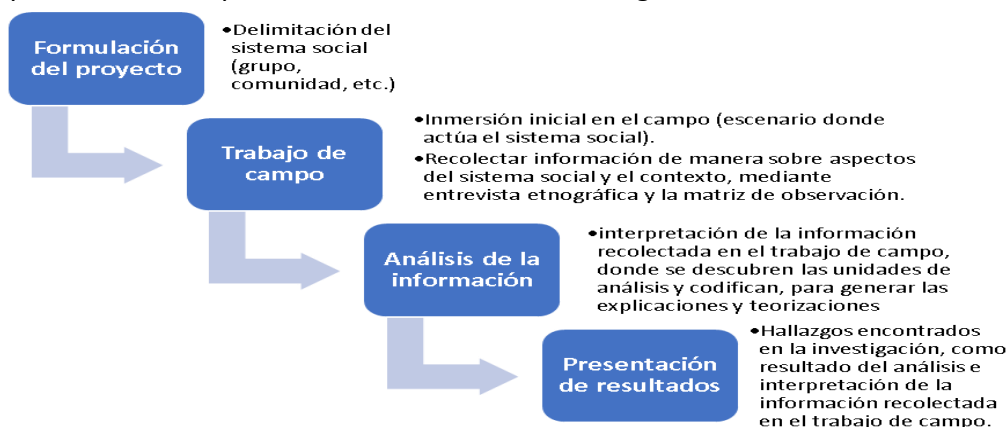 Formulación
del proyecto
•Delimitación del
sistema social
(grupo,
comunidad, etc.)
Trabajo de
campo
•Inmersión inicial en el campo (escenario donde
actúa el sistema social).
•Recolectar información de manera sobre aspectos
del sistema social y el contexto, mediante
entrevista etnográfica y la matriz de observación.
Análisis de la
información
•interpretación de la información
recolectada en el trabajo de campo,
donde se descubren las unidades de
análisis y codifican, para generar las
explicaciones y teorizaciones
Presentación
de resultados
•Hallazgos encontrados
en la investigación, como
resultado del análisis e
interpretación de la
información recolectada
en el trabajo de campo.